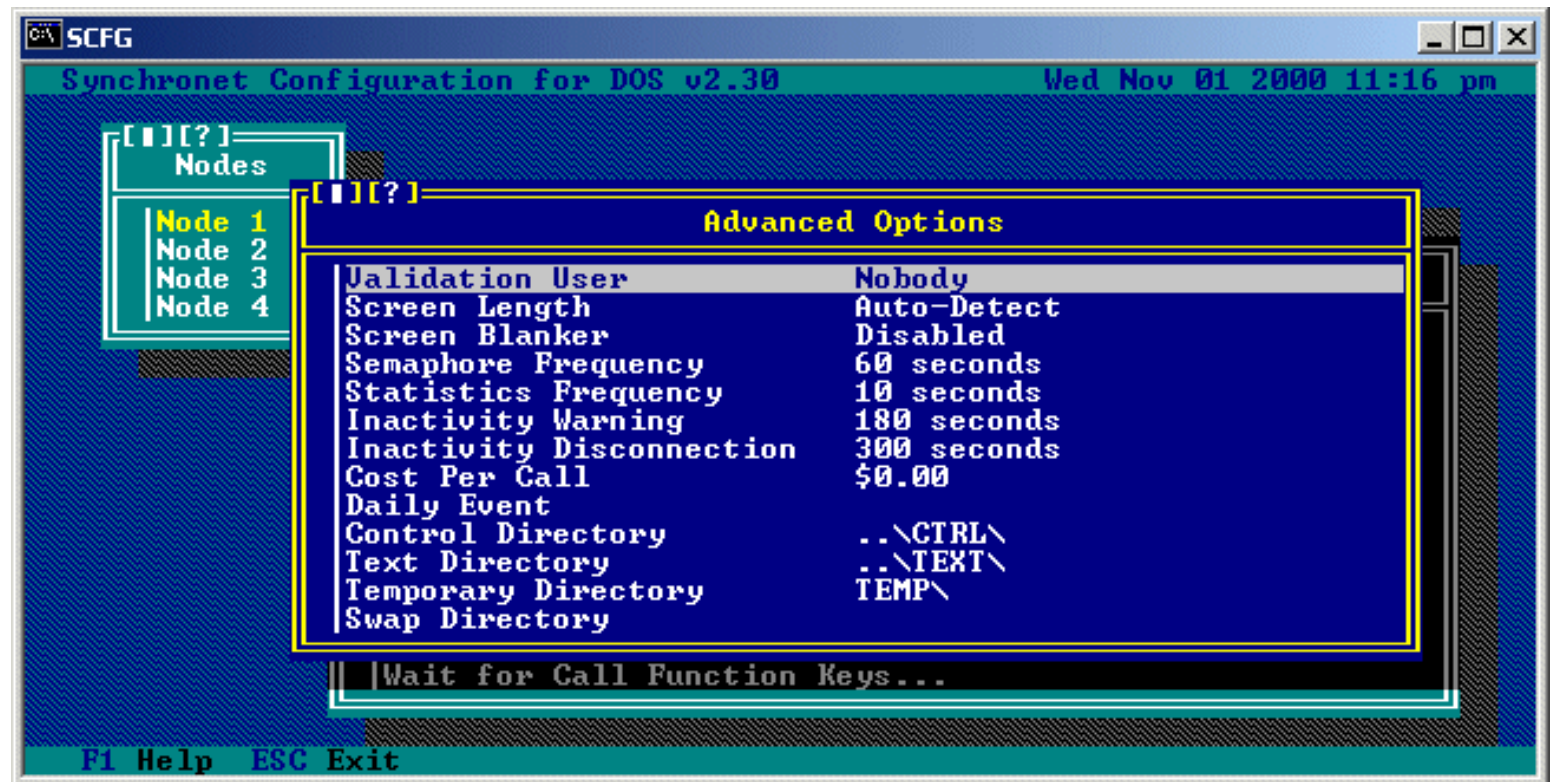 SCFG
Synchronet Configuration for DOS v2.30 Wed Nov 01 2000 11:16 pm
[▮][?]
Nodes
Node 1
Node 2
Node 3
Node 4
[▮][?]
Advanced Options
Validation User Nobody
Screen Length Auto-Detect
Screen Blanker Disabled
Semaphore Frequency 60 seconds
Statistics Frequency 10 seconds
Inactivity Warning 180 seconds
Inactivity Disconnection 300 seconds
Cost Per Call $0.00
Daily Event
Control Directory ..\CTRL\
Text Directory ..\TEXT\
Temporary Directory TEMP\
Swap Directory
Wait for Call Function Keys...
F1 Help ESC Exit